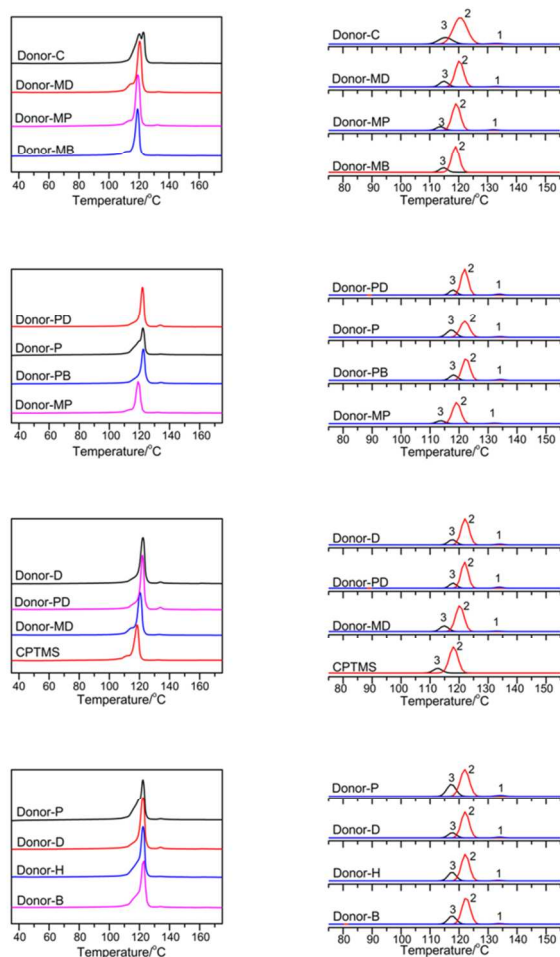 Donor-C
Donor-MD
Donor-MP
Donor-MB
40 60 80 100 120 140 160
Temperature/°C
Donor-C 3 2 1
Donor-MD 3 2 1
Donor-MP 3 2 1
Donor-MB 3 2
80 90 100 110 120 130 140 150
Temperature/°C
Donor-PD
Donor-P
Donor-PB
Donor-MP
40 60 80 100 120 140 160
Temperature/°C
Donor-PD 3 2 1
Donor-P 3 2 1
Donor-PB 3 2 1
Donor-MP 3 2 1
80 90 100 110 120 130 140 150
Temperature/°C
Donor-D
Donor-PD
Donor-MD
CPTMS
40 60 80 100 120 140 160
Temperature/°C
Donor-D 3 2 1
Donor-PD 3 2 1
Donor-MD 3 2 1
CPTMS 3 2
80 90 100 110 120 130 140 150
Temperature/°C
Donor-P
Donor-D
Donor-H
Donor-B
40 60 80 100 120 140 160
Temperature/°C
Donor-P 3 2 1
Donor-D 3 2 1
Donor-H 3 2 1
Donor-B 3 2 1
80 90 100 110 120 130 140 150
Temperature/°C